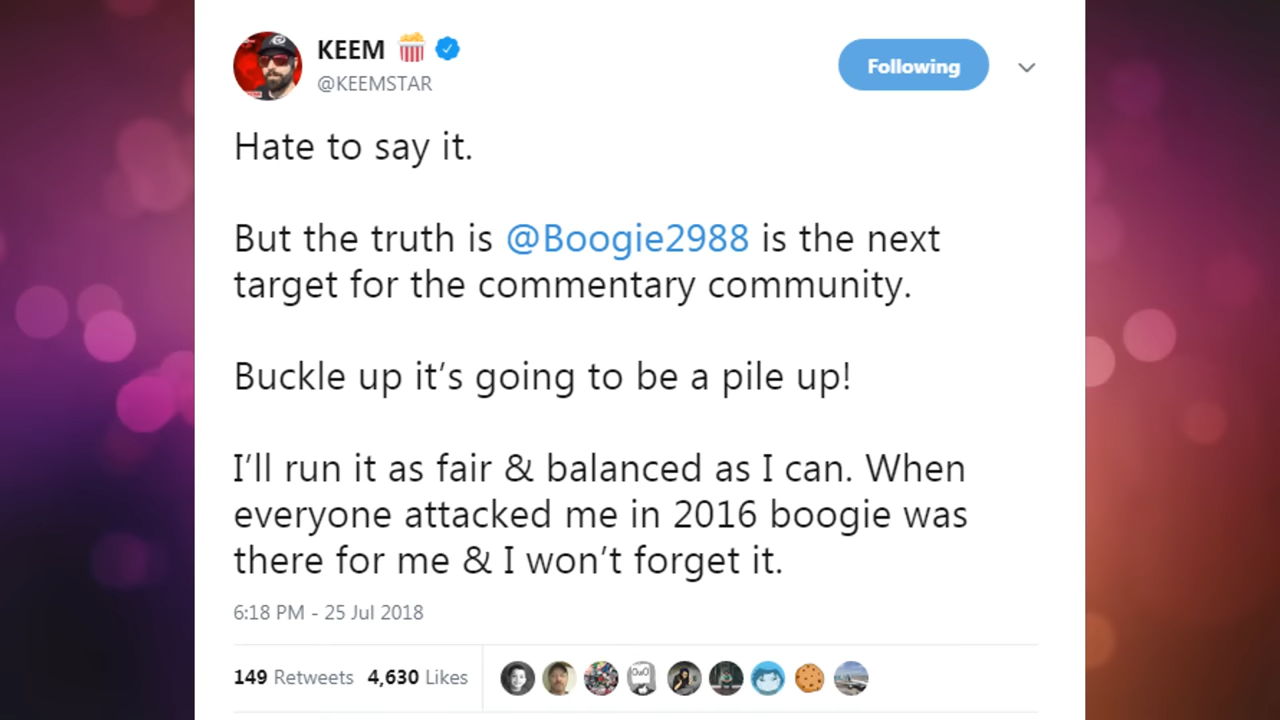 KEEM
@KEEMSTAR
Following
Hate to say it.
But the truth is @Boogie2988 is the next
target for the commentary community.
Buckle up it’s going to be a pile up!
I’ll run it as fair & balanced as I can. When
everyone attacked me in 2016 boogie was
there for me & I won’t forget it.
6:18 PM - 25 Jul 2018
149 Retweets 4,630 Likes